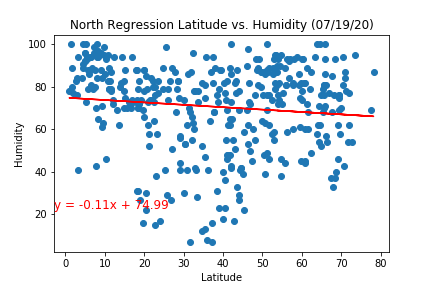 North Regression Latitude vs. Humidity (07/19/20)
100
80
60
40
20
Humidity
y = -0.11x + 74.99
0 10 20 30 40 50 60 70 80
Latitude